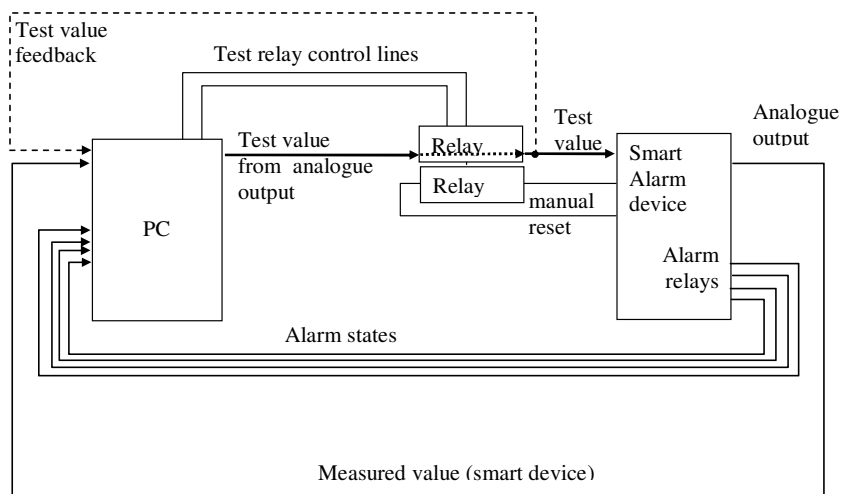 Test value
feedback
Test relay control lines
Test value
from analogue
output
Relay
Relay
Test
value
Analogue
output
Smart
Alarm
device
manual
reset
PC
Alarm
relays
Alarm states
Measured value (smart device)